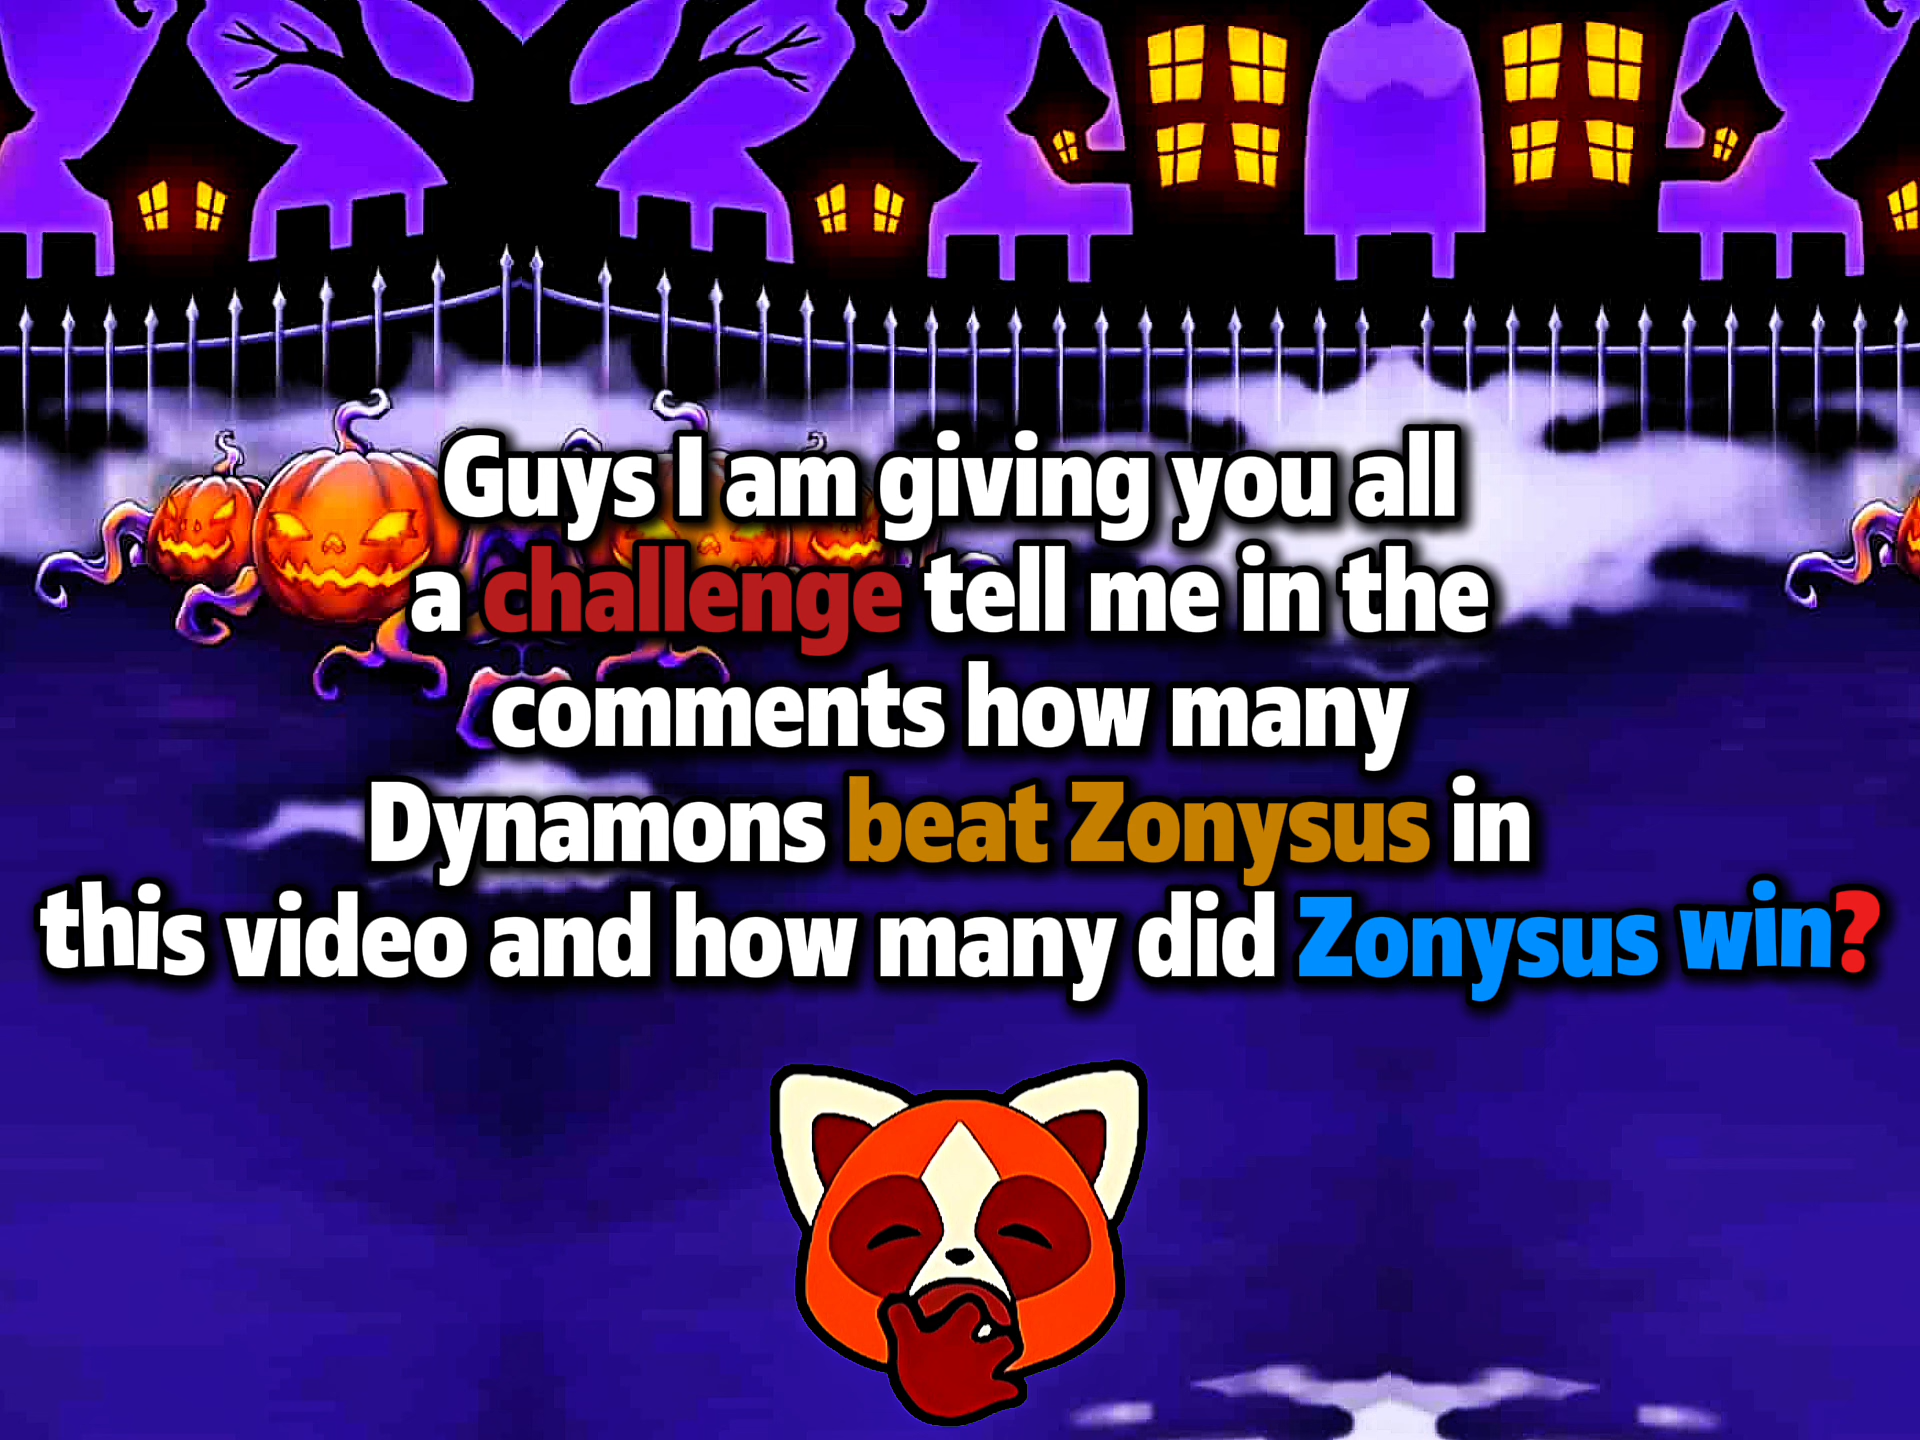 Guys I am giving you all
a challenge tell me in the
comments how many
Dynamons beat Zonysus in
this video and how many did Zonysus win?